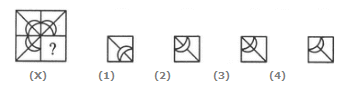 ?
(X) (1) (2) (3) (4)